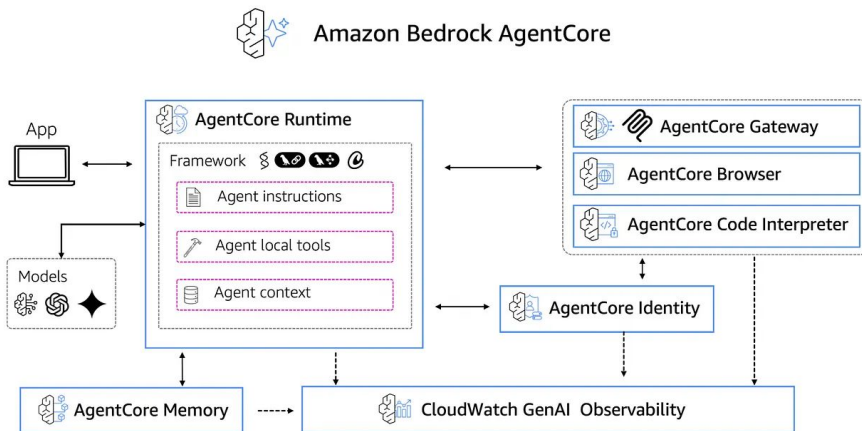 Amazon Bedrock AgentCore
App
AgentCore Runtime
Framework
Agent instructions
Agent local tools
Agent context
Models
AgentCore Gateway
AgentCore Browser
AgentCore Code Interpreter
AgentCore Identity
AgentCore Memory
CloudWatch GenAI Observability